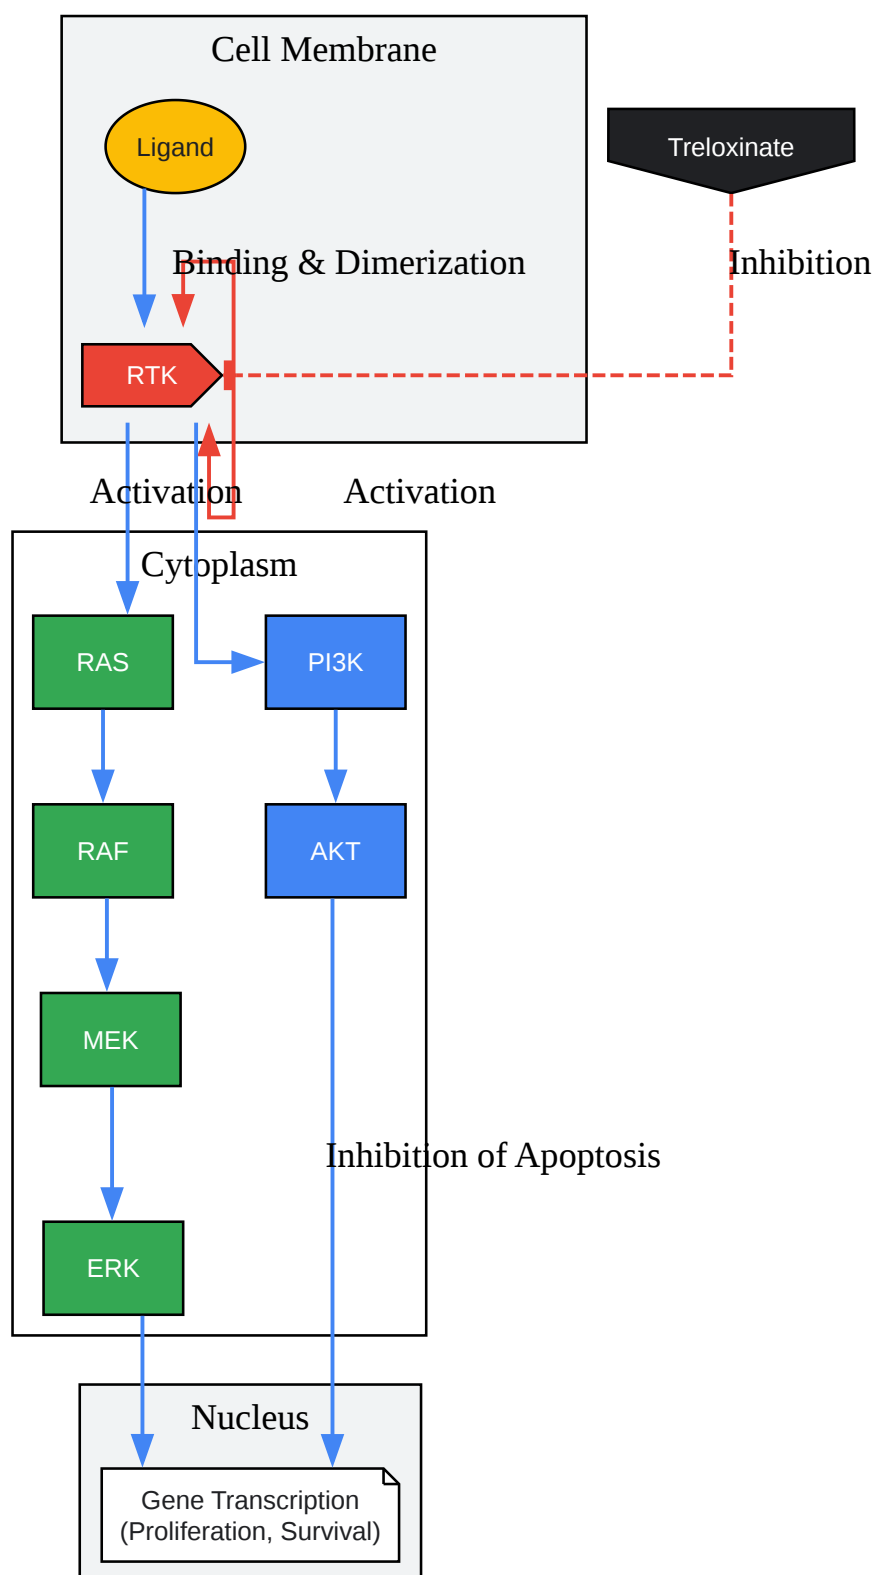 Cell Membrane
Ligand
Treloxinate
Binding & Dimerization
Inhibition
RTK
Activation
Activation
Cytoplasm
RAS
PI3K
RAF
AKT
MEK
Inhibition of Apoptosis
ERK
Nucleus
Gene Transcription
(Proliferation, Survival)